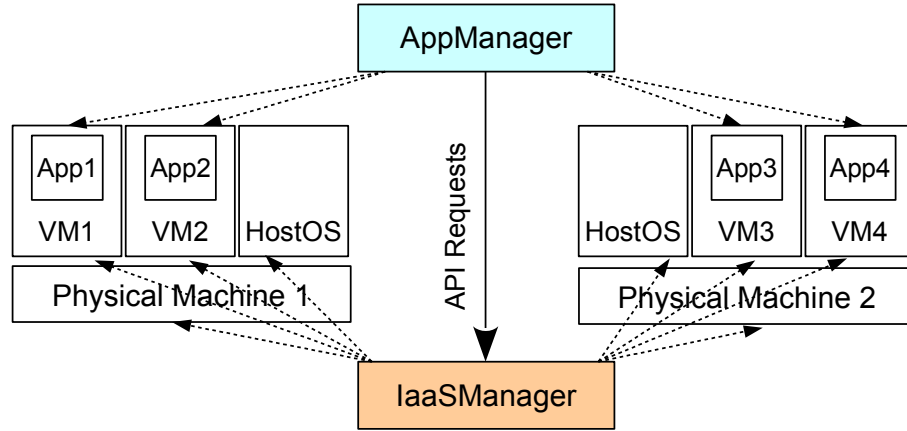 AppManager
App1
App2
App3
App4
VM1
VM2
HostOS
API Requests
HostOS
VM3
VM4
Physical Machine 1
Physical Machine 2
IaaSManager